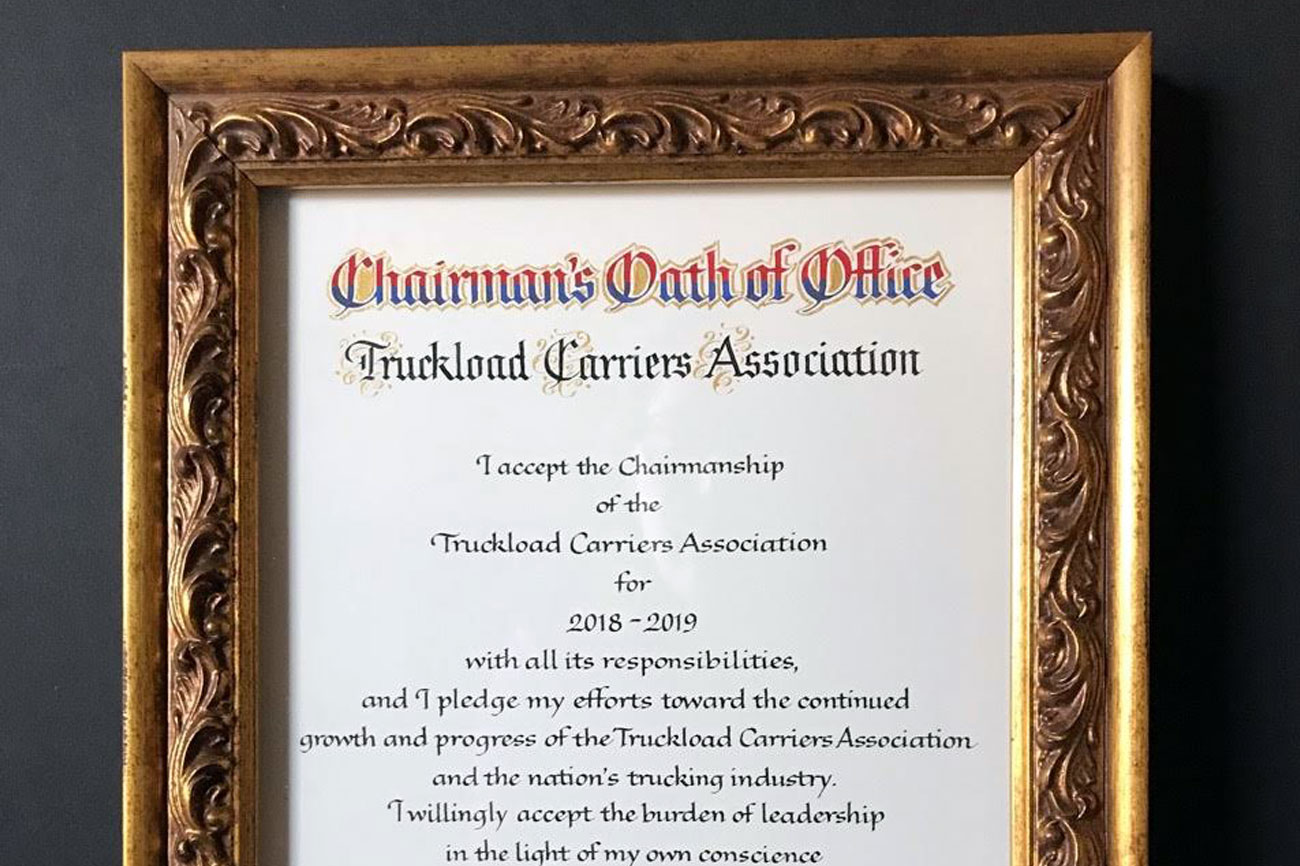 Chairman's Oath of Office
Truckload Carriers Association
I accept the Chairmanship
of the
Truckload Carriers Association
for
2018 - 2019
with all its responsibilities,
and I pledge my efforts toward the continued
growth and progress of the Truckload Carriers Association
and the nation's trucking industry.
I willingly accept the burden of leadership
in the light of my own conscience